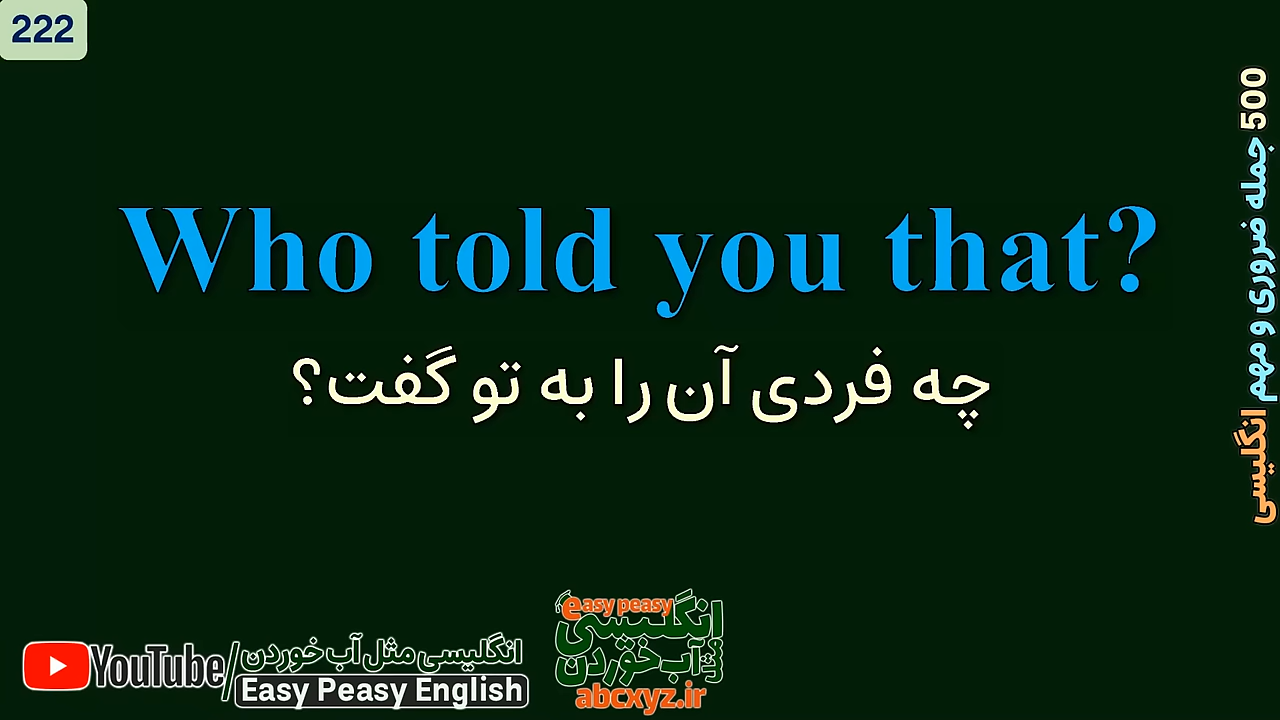 222
Who told you that?
چه فردی آن را به تو گفت؟
500 جمله ضروری و مهم انگلیسی
YouTube/انگلیسی مثل آب خوردن
Easy Peasy English
easy peasy
انگلیسی
مثل آب خوردن
abcxyz.ir